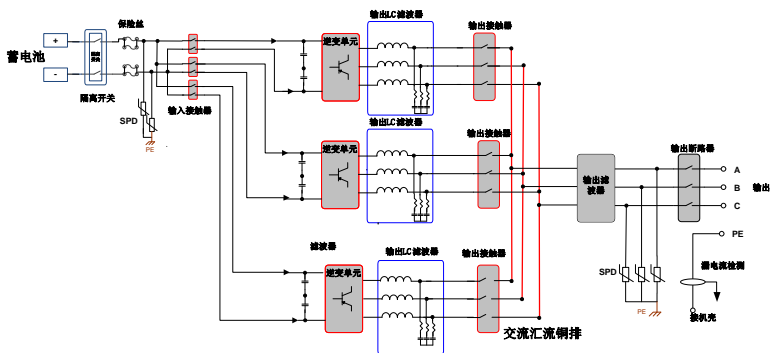 保险丝
输出LC滤波器
输出接触器
蓄电池
+
-
隔离开关
逆变单元
隔离开关
SPD
PE
输入接触器
输出LC滤波器
输出接触器
逆变单元
输出滤波器
输出断路器
A
B
C
输出
PE
滤波器
输出LC滤波器
输出接触器
逆变单元
SPD
PE
漏电流检测
接机壳
交流汇流铜排